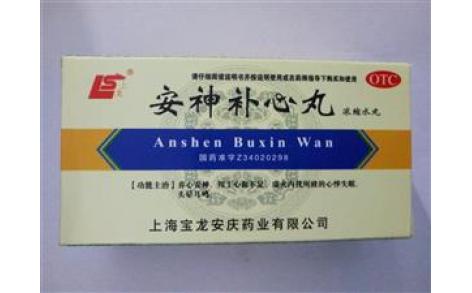 请仔细阅读说明书并按说明使用或在药师指导下购买和使用
OTC
安神补心丸
浓缩水丸
Anshen Buxin Wan
国药准字Z34020298
【功能主治】养心安神。用于心血不足、虚火内扰所致的心悸失眠、
头晕耳鸣。
上海宝龙安庆药业有限公司